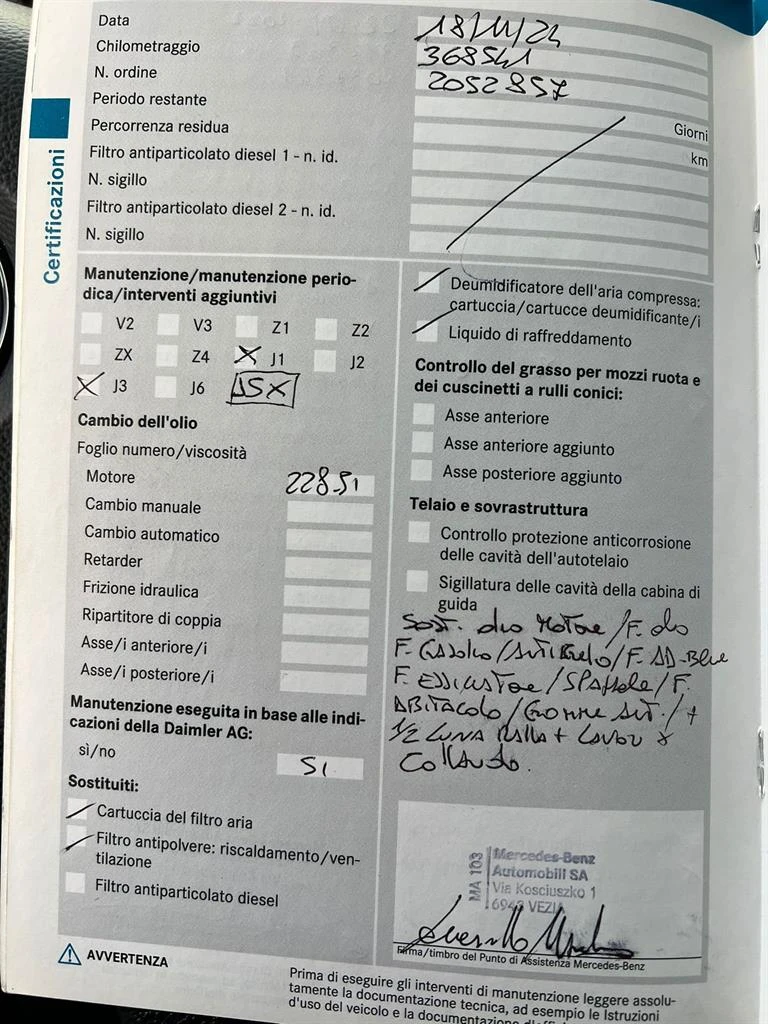 Certificazioni
Data 18/11/24
Chilometraggio 368541
N. ordine 2052857
Periodo restante Giorni
Percorrenza residua km
Filtro antiparticolato diesel 1 - n. id.
N. sigillo
Filtro antiparticolato diesel 2 - n. id.
N. sigillo
Manutenzione/manutenzione perio-
dica/interventi aggiuntivi
V2 V3 Z1 Z2
ZX Z4 J1 J2
J3 J6 JSX
Cambio dell'olio
Foglio numero/viscosità
Motore 228.51
Cambio manuale
Cambio automatico
Retarder
Frizione idraulica
Ripartitore di coppia
Asse/i anteriore/i
Asse/i posteriore/i
Manutenzione eseguita in base alle indi-
cazioni della Daimler AG:
sì/no SI
Sostituiti:
Cartuccia del filtro aria
Filtro antipolvere: riscaldamento/ven-
tilazione
Filtro antiparticolato diesel
Deumidificatore dell'aria compressa:
cartuccia/cartucce deumidificante/i
Liquido di raffreddamento
Controllo del grasso per mozzi ruota e
dei cuscinetti a rulli conici:
Asse anteriore
Asse anteriore aggiunto
Asse posteriore aggiunto
Telaio e sovrastruttura
Controllo protezione anticorrosione
delle cavità dell'autotelaio
Sigillatura delle cavità della cabina di
guida
SOST. olio MOTORE / F. olio
F. GASOLIO / ANTIGELO / F. AD-Blue
F. ESSICATORE / SPAZZOLE / F.
ABITACOLO / GOMME ANT. / +
1/2 LUNA RALLA +
COLLAUDO.
MA 103
Mercedes-Benz
Automobili SA
Via Kosciuszko 1
6943 VEZIA
Firma/timbro del Punto di Assistenza Mercedes-Benz
AVVERTENZA
Prima di eseguire gli interventi di manutenzione leggere assolu-
tamente la documentazione tecnica, ad esempio le Istruzioni
d'uso del veicolo e la documentazione